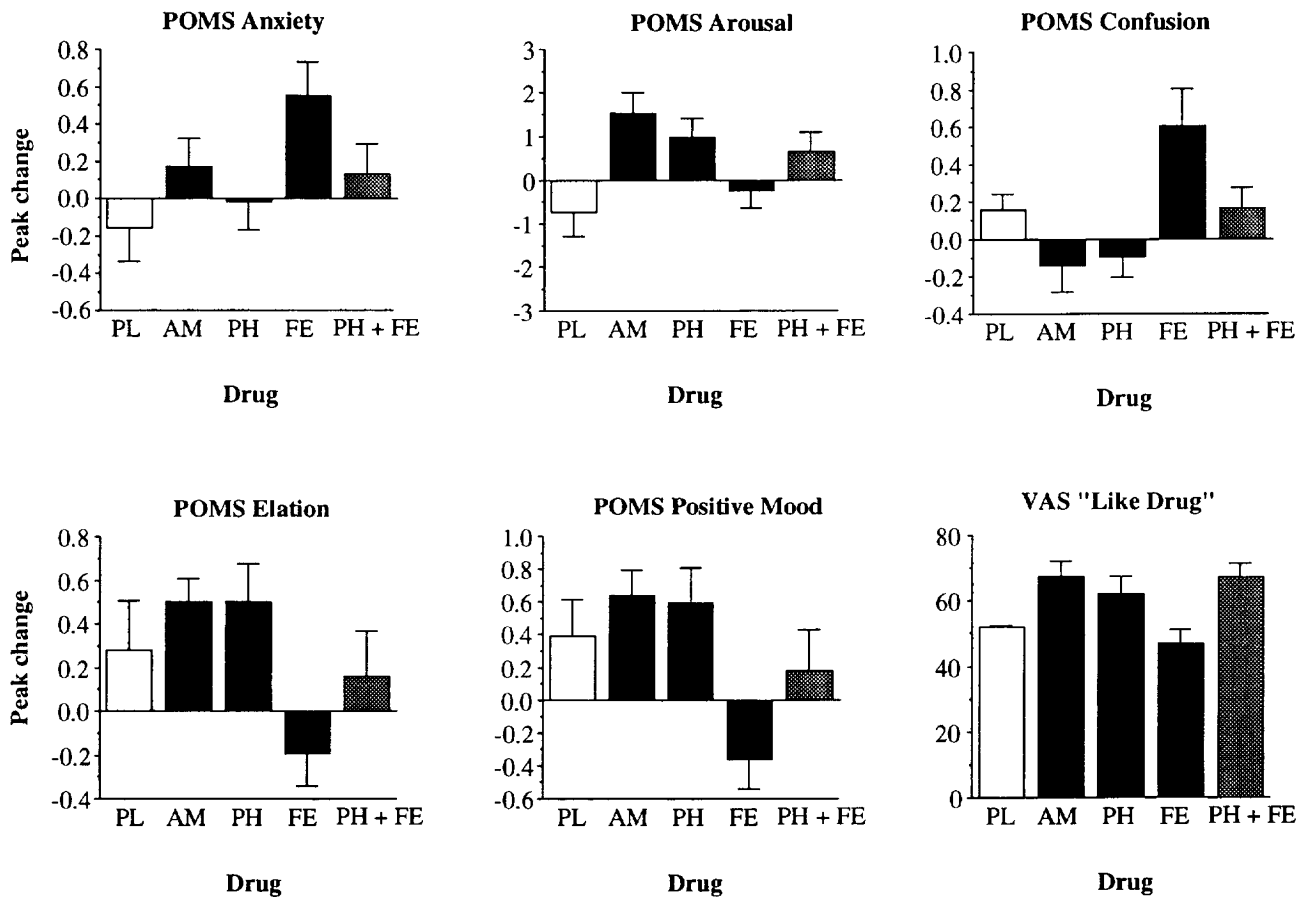 POMS Anxiety
Peak change
0.8
0.6
0.4
0.2
0.0
-0.2
-0.4
-0.6
PL AM PH FE PH + FE
Drug
POMS Arousal
3
2
1
0
-1
-2
-3
PL AM PH FE PH + FE
Drug
POMS Confusion
1.0
0.8
0.6
0.4
0.2
0.0
-0.2
-0.4
PL AM PH FE PH + FE
Drug
POMS Elation
Peak change
0.8
0.6
0.4
0.2
0.0
-0.2
-0.4
PL AM PH FE PH + FE
Drug
POMS Positive Mood
1.0
0.8
0.6
0.4
0.2
0.0
-0.2
-0.4
-0.6
PL AM PH FE PH + FE
Drug
VAS "Like Drug"
80
60
40
20
0
PL AM PH FE PH + FE
Drug